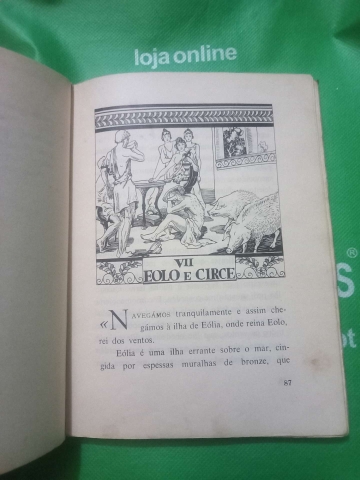 loja online
VII
EOLO E CIRCE
«NAVEGÁMOS tranquilamente e assim che-
gámos à ilha de Eólia, onde reina Eolo,
rei dos ventos.
Eólia é uma ilha errante sobre o mar, cin-
gida por espessas muralhas de bronze, que
87
S®
ot